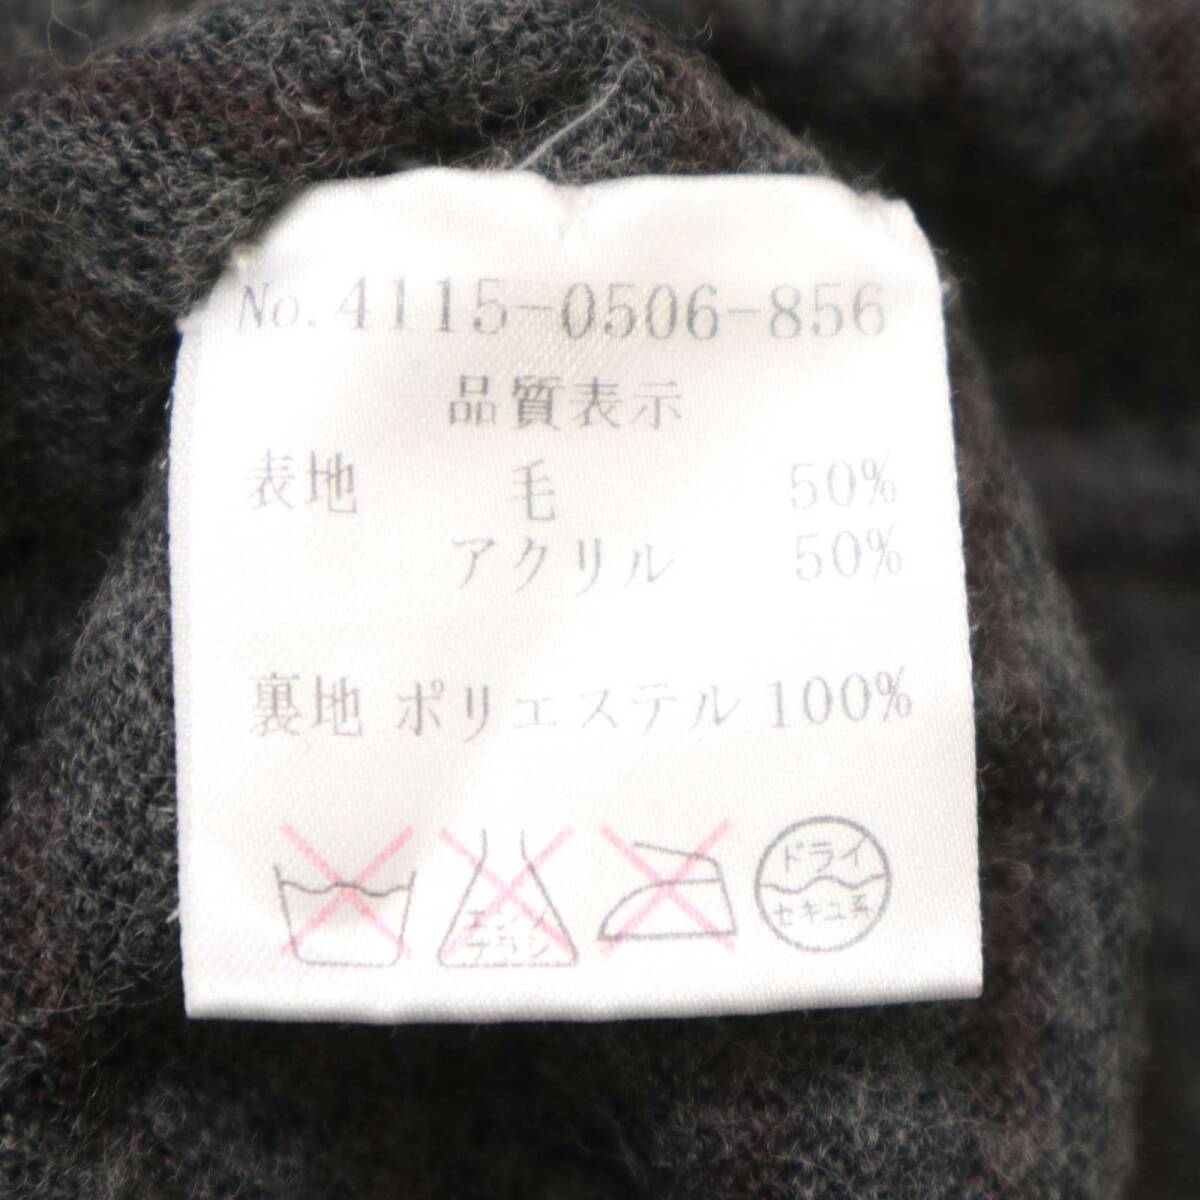 No. 4115-0506-856
品質表示
表地 毛 50%
アクリル 50%
裏地 ポリエステル 100%
エンソ
サラシ
ドライ
セキユ系